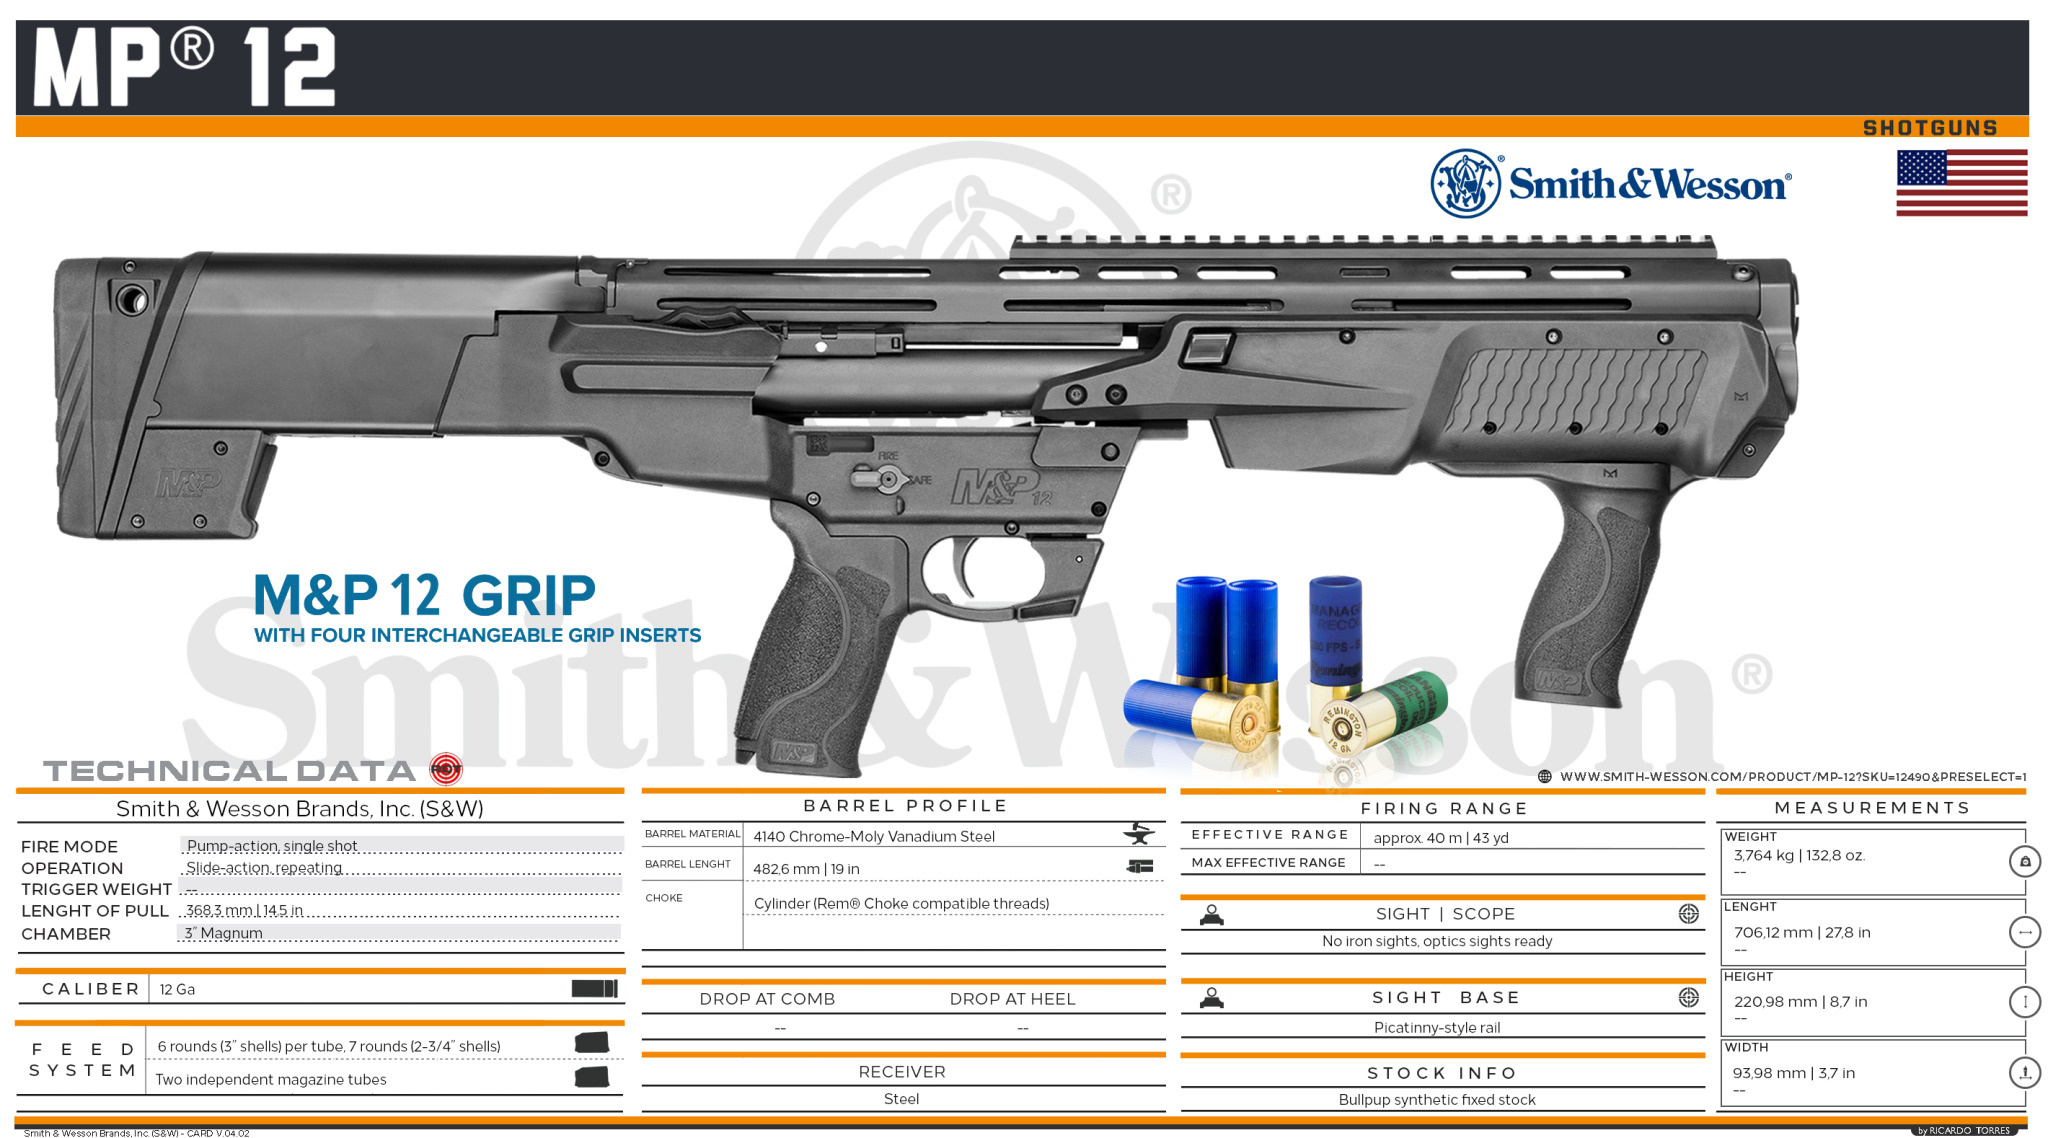 MP® 12
SHOTGUNS
Smith & Wesson®
FIRE
SAFE
M&P 12
M&P
M&P 12 GRIP
WITH FOUR INTERCHANGEABLE GRIP INSERTS
Smith & Wesson®
REMINGTON
12 GA
M&P
M&P
TECHNICAL DATA
WWW.SMITH-WESSON.COM/PRODUCT/MP-12?SKU=12490&PRESELECT=1
Smith & Wesson Brands, Inc. (S&W)
FIRE MODE Pump-action, single shot
OPERATION Slide-action, repeating
TRIGGER WEIGHT --
LENGHT OF PULL 368,3 mm | 14,5 in
CHAMBER 3" Magnum
CALIBER 12 Ga
FEED SYSTEM
6 rounds (3" shells) per tube, 7 rounds (2-3/4" shells)
Two independent magazine tubes
BARREL PROFILE
BARREL MATERIAL 4140 Chrome-Moly Vanadium Steel
BARREL LENGHT 482,6 mm | 19 in
CHOKE Cylinder (Rem® Choke compatible threads)
DROP AT COMB DROP AT HEEL
-- --
RECEIVER
Steel
FIRING RANGE
EFFECTIVE RANGE approx. 40 m | 43 yd
MAX EFFECTIVE RANGE --
SIGHT | SCOPE
No iron sights, optics sights ready
SIGHT BASE
Picatinny-style rail
STOCK INFO
Bullpup synthetic fixed stock
MEASUREMENTS
WEIGHT
3,764 kg | 132,8 oz.
--
LENGHT
706,12 mm | 27,8 in
--
HEIGHT
220,98 mm | 8,7 in
--
WIDTH
93,98 mm | 3,7 in
--
Smith & Wesson Brands, Inc. (S&W) - CARD V.04.02
by RICARDO TORRES